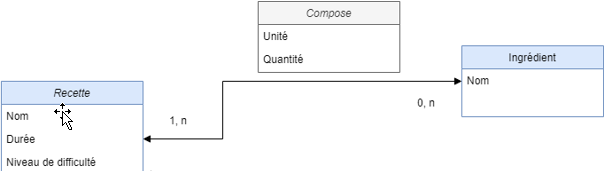 Compose
Unité
Quantité
Ingrédient
Nom
Recette
Nom
Durée
Niveau de difficulté
1, n
0, n